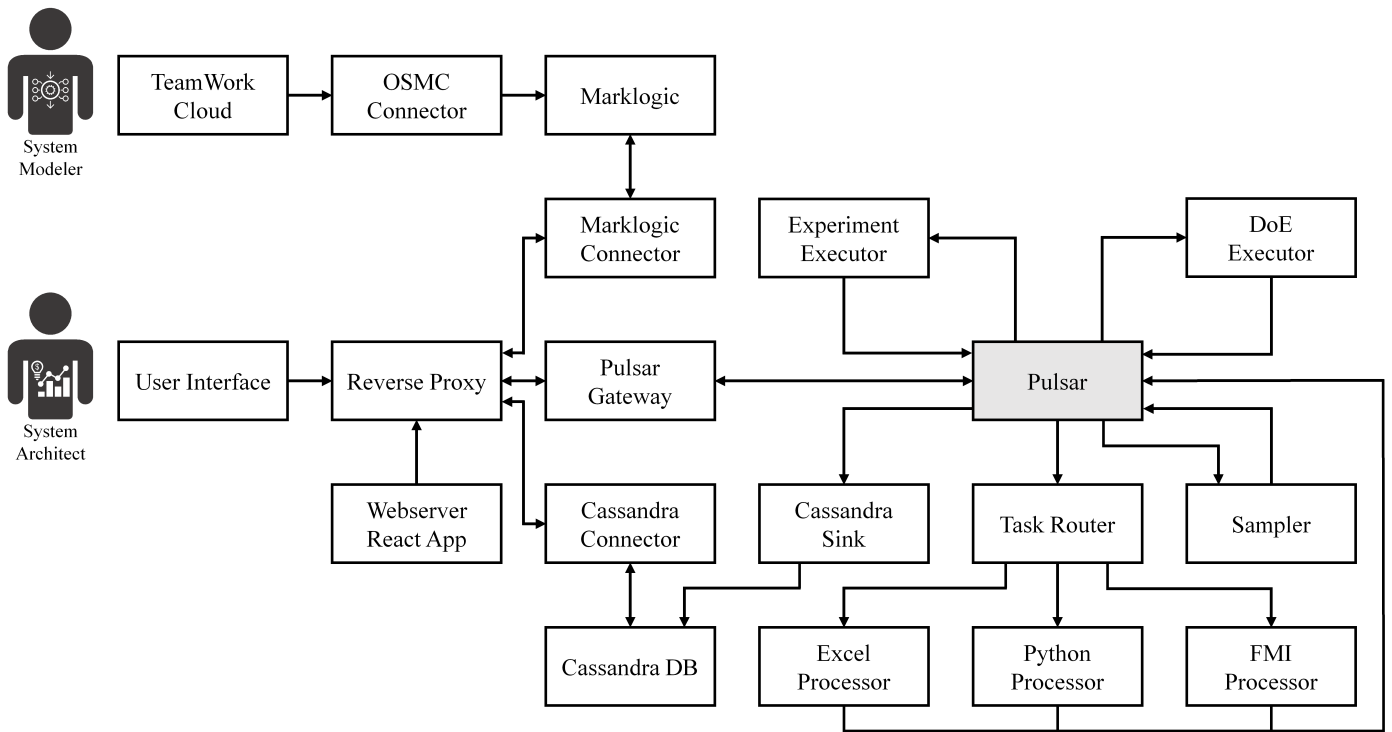 System
Modeler
TeamWork
Cloud
OSMC
Connector
Marklogic
Marklogic
Connector
Experiment
Executor
DoE
Executor
$
System
Architect
User Interface
Reverse Proxy
Pulsar
Gateway
Pulsar
Webserver
React App
Cassandra
Connector
Cassandra
Sink
Task Router
Sampler
Cassandra DB
Excel
Processor
Python
Processor
FMI
Processor